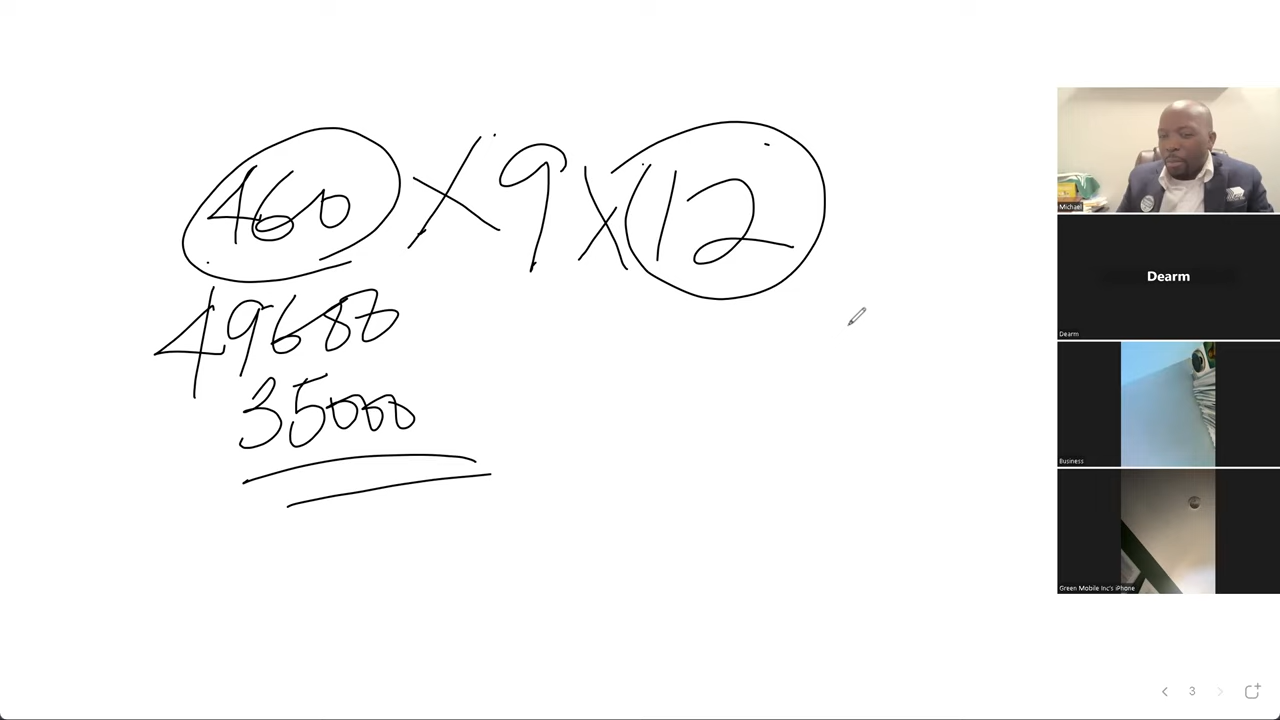 460 X 9 X 12
49680
35000
Michael
Dearm
Dearm
Business
Green Mobile Inc's iPhone
3